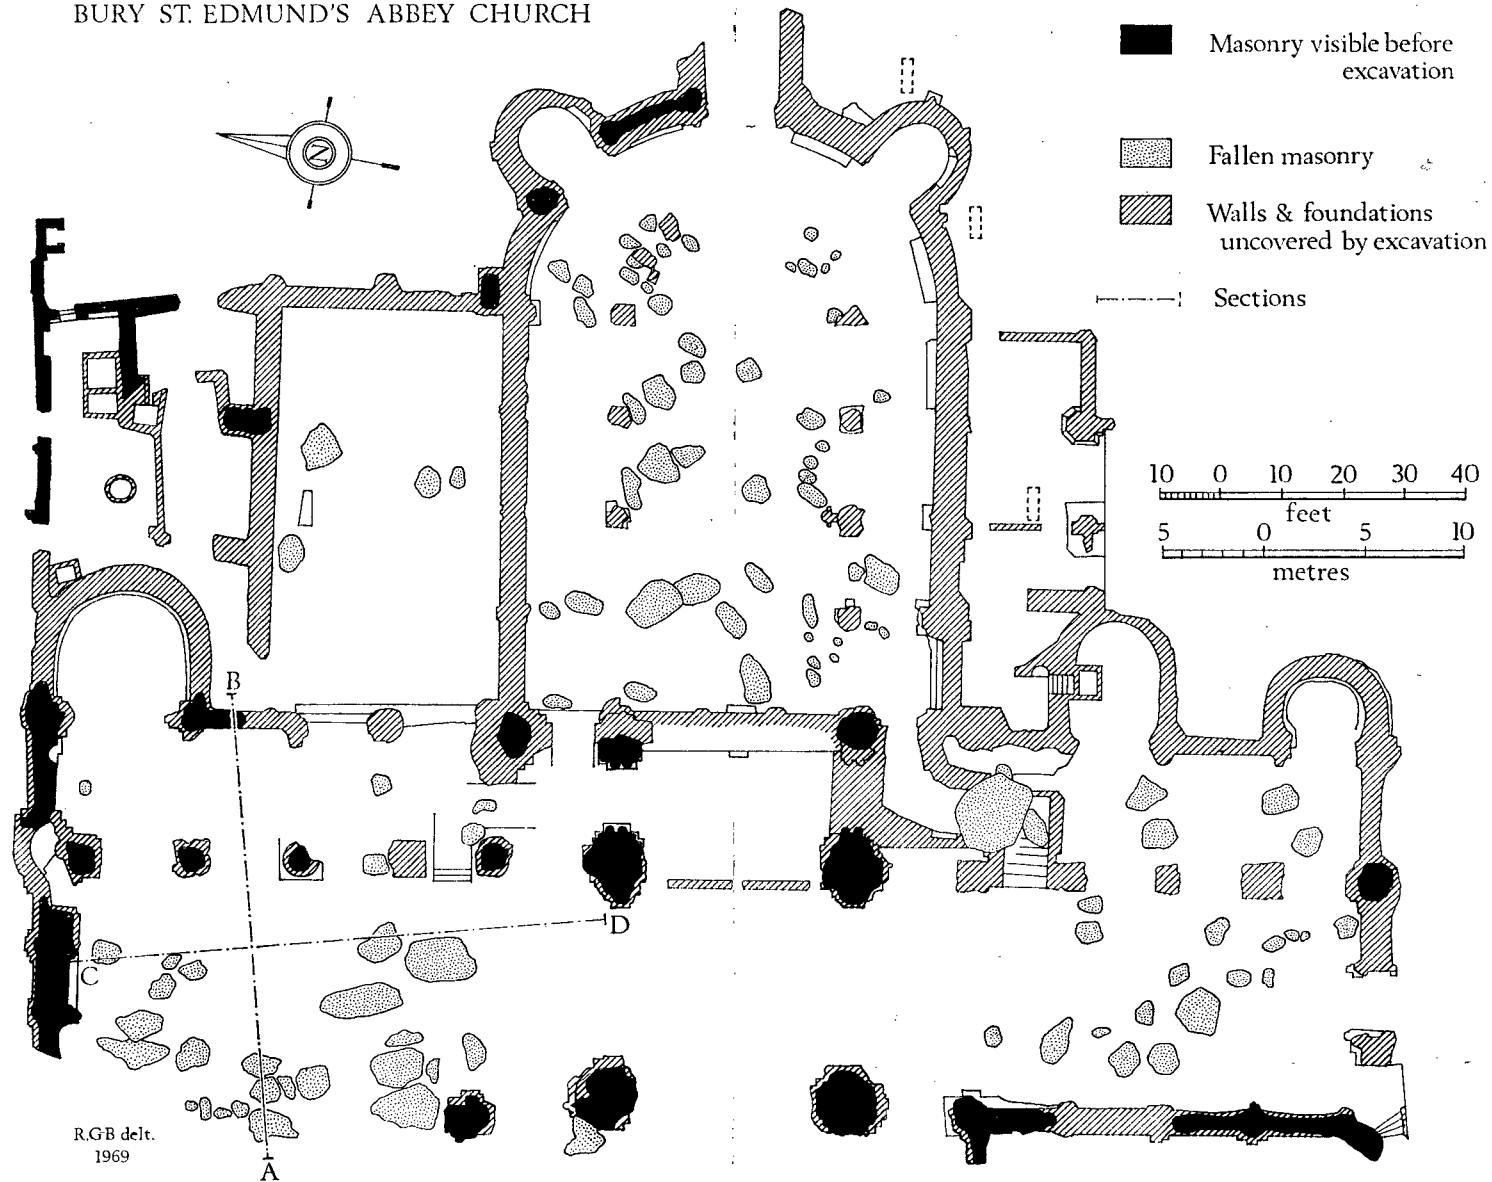 BURY ST. EDMUND'S ABBEY CHURCH
Masonry visible before
excavation
Fallen masonry
Walls & foundations
uncovered by excavation
Sections
N
10 0 10 20 30 40
feet
5 0 5 10
metres
B
D
C
A
R.G.B delt.
1969